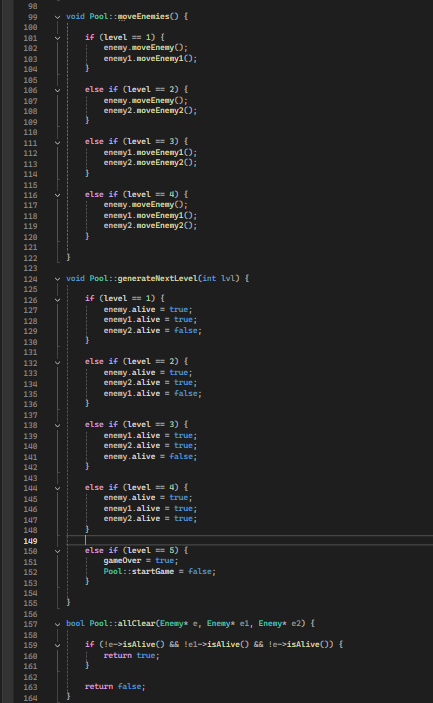 98
99 void Pool::moveEnemies() {
100
101 if (level == 1) {
102 enemy.moveEnemy();
103 enemy1.moveEnemy1();
104 }
105
106 else if (level == 2) {
107 enemy.moveEnemy();
108 enemy2.moveEnemy2();
109 }
110
111 else if (level == 3) {
112 enemy1.moveEnemy1();
113 enemy2.moveEnemy2();
114 }
115
116 else if (level == 4) {
117 enemy.moveEnemy();
118 enemy1.moveEnemy1();
119 enemy2.moveEnemy2();
120 }
121
122 }
123
124 void Pool::generateNextLevel(int lvl) {
125
126 if (level == 1) {
127 enemy.alive = true;
128 enemy1.alive = true;
129 enemy2.alive = false;
130 }
131
132 else if (level == 2) {
133 enemy.alive = true;
134 enemy2.alive = true;
135 enemy1.alive = false;
136 }
137
138 else if (level == 3) {
139 enemy1.alive = true;
140 enemy2.alive = true;
141 enemy.alive = false;
142 }
143
144 else if (level == 4) {
145 enemy.alive = true;
146 enemy1.alive = true;
147 enemy2.alive = true;
148 }
149
150 else if (level == 5) {
151 gameOver = true;
152 Pool::startGame = false;
153 }
154
155 }
156
157 bool Pool::allClear(Enemy* e, Enemy* e1, Enemy* e2) {
158
159 if (!e->isAlive() && !e1->isAlive() && !e->isAlive()) {
160 return true;
161 }
162
163 return false;
164 }